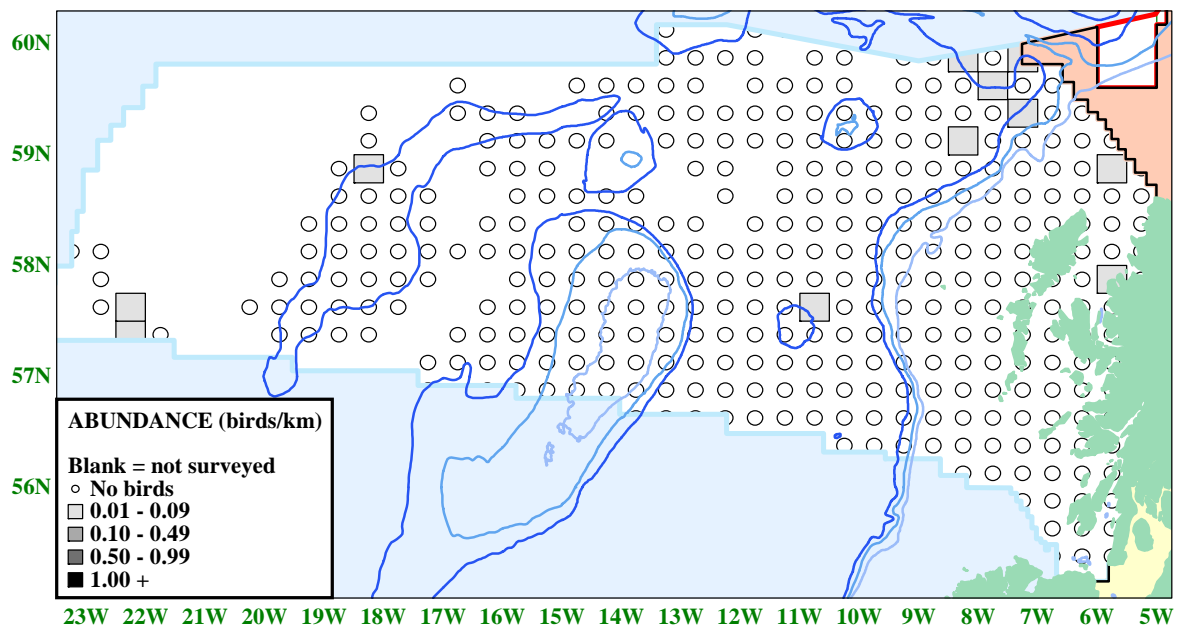 60N
59N
58N
57N
56N
ABUNDANCE (birds/km)
Blank = not surveyed
No birds
0.01 - 0.09
0.10 - 0.49
0.50 - 0.99
1.00 +
23W 22W 21W 20W 19W 18W 17W 16W 15W 14W 13W 12W 11W 10W 9W 8W 7W 6W 5W